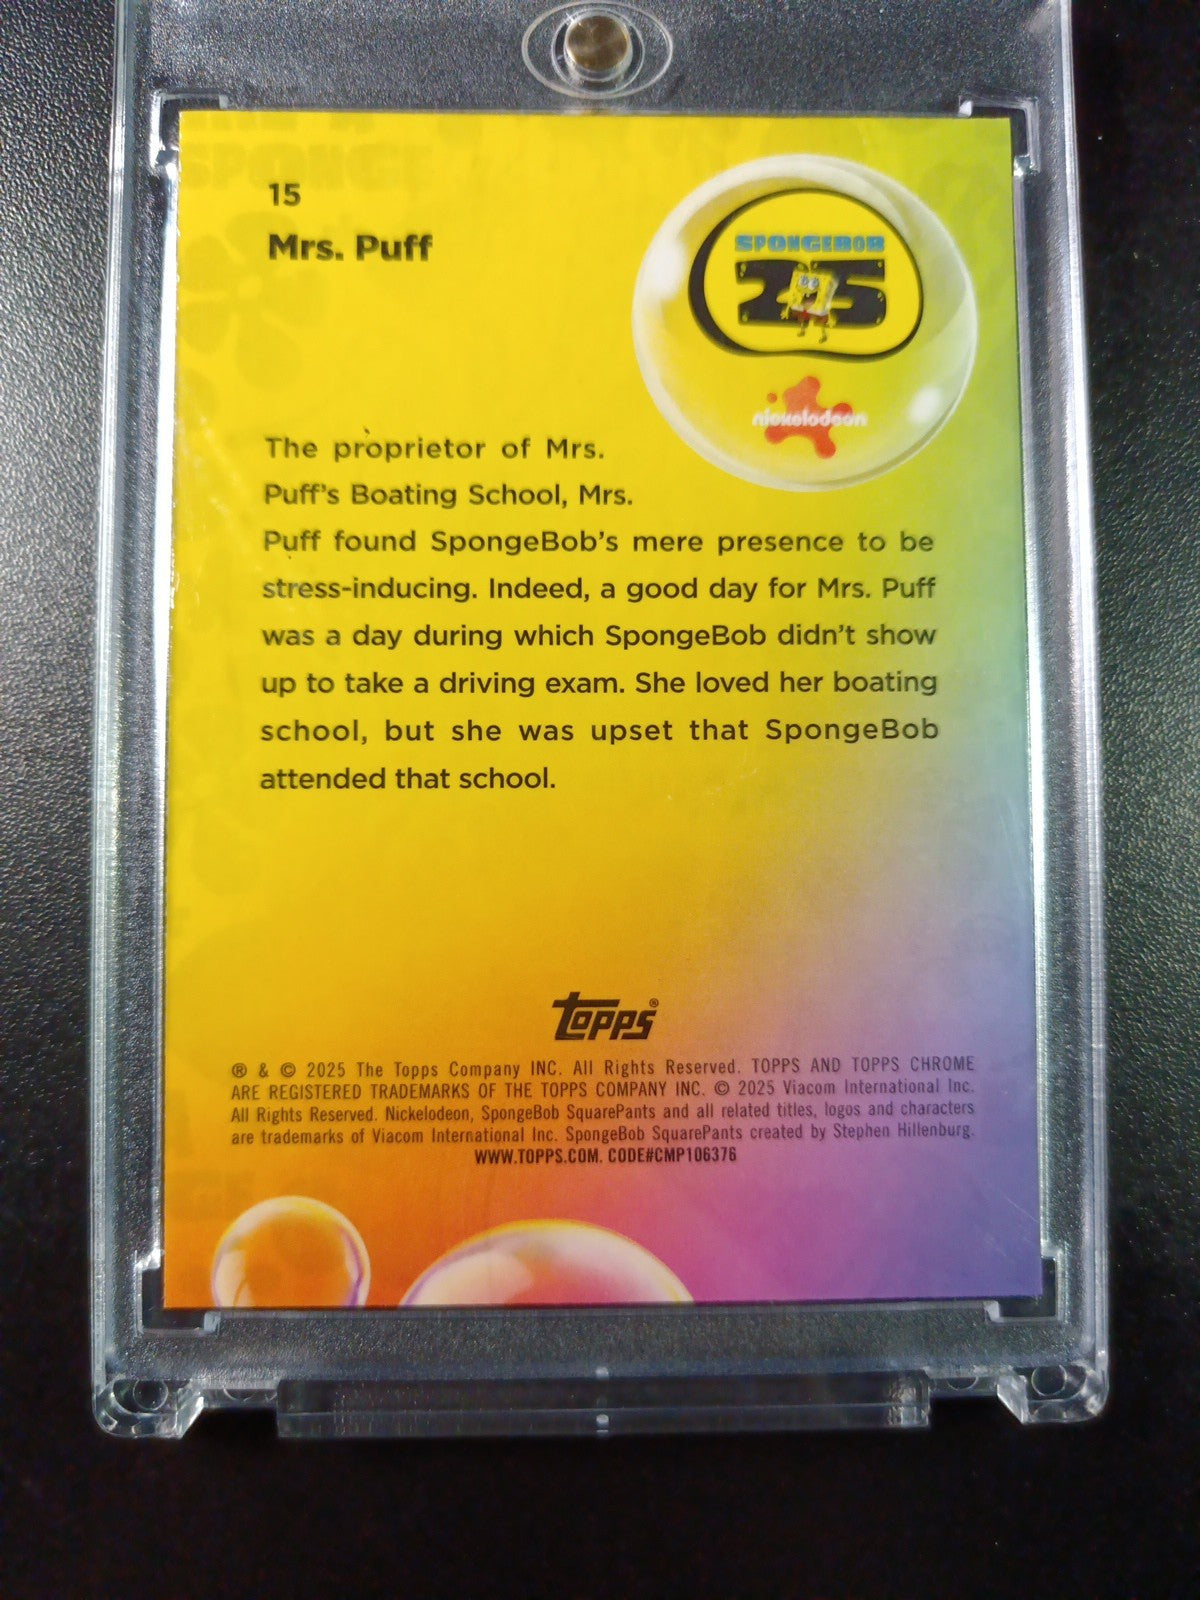 15
Mrs. Puff
SPONGEBOB
25
nickelodeon
The proprietor of Mrs.
Puff's Boating School, Mrs.
Puff found SpongeBob's mere presence to be
stress-inducing. Indeed, a good day for Mrs. Puff
was a day during which SpongeBob didn't show
up to take a driving exam. She loved her boating
school, but she was upset that SpongeBob
attended that school.
Topps®
® & © 2025 The Topps Company INC. All Rights Reserved. TOPPS AND TOPPS CHROME
ARE REGISTERED TRADEMARKS OF THE TOPPS COMPANY INC. © 2025 Viacom International Inc.
All Rights Reserved. Nickelodeon, SpongeBob SquarePants and all related titles, logos and characters
are trademarks of Viacom International Inc. SpongeBob SquarePants created by Stephen Hillenburg.
WWW.TOPPS.COM. CODE#CMP106376
SPONGE